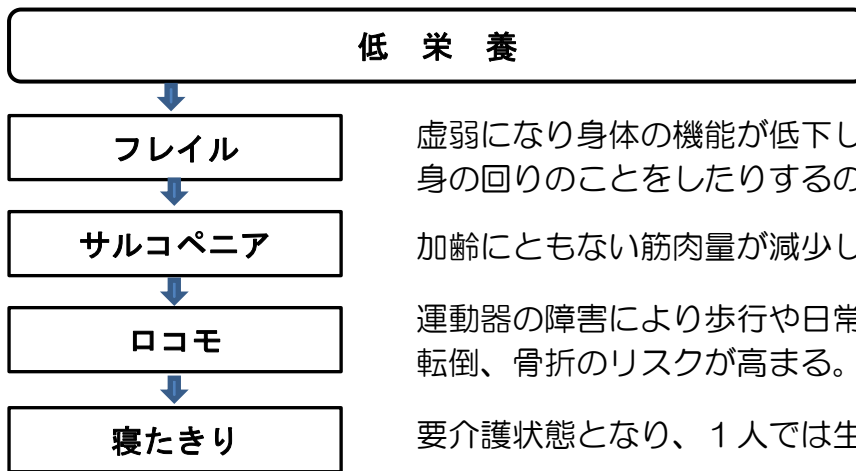 低 栄 養
フレイル
虚弱になり身体の機能が低下し
身の回りのことをしたりするの
サルコペニア
加齢にともない筋肉量が減少し
ロコモ
運動器の障害により歩行や日常
転倒、骨折のリスクが高まる。
寝たきり
要介護状態となり、１人では生